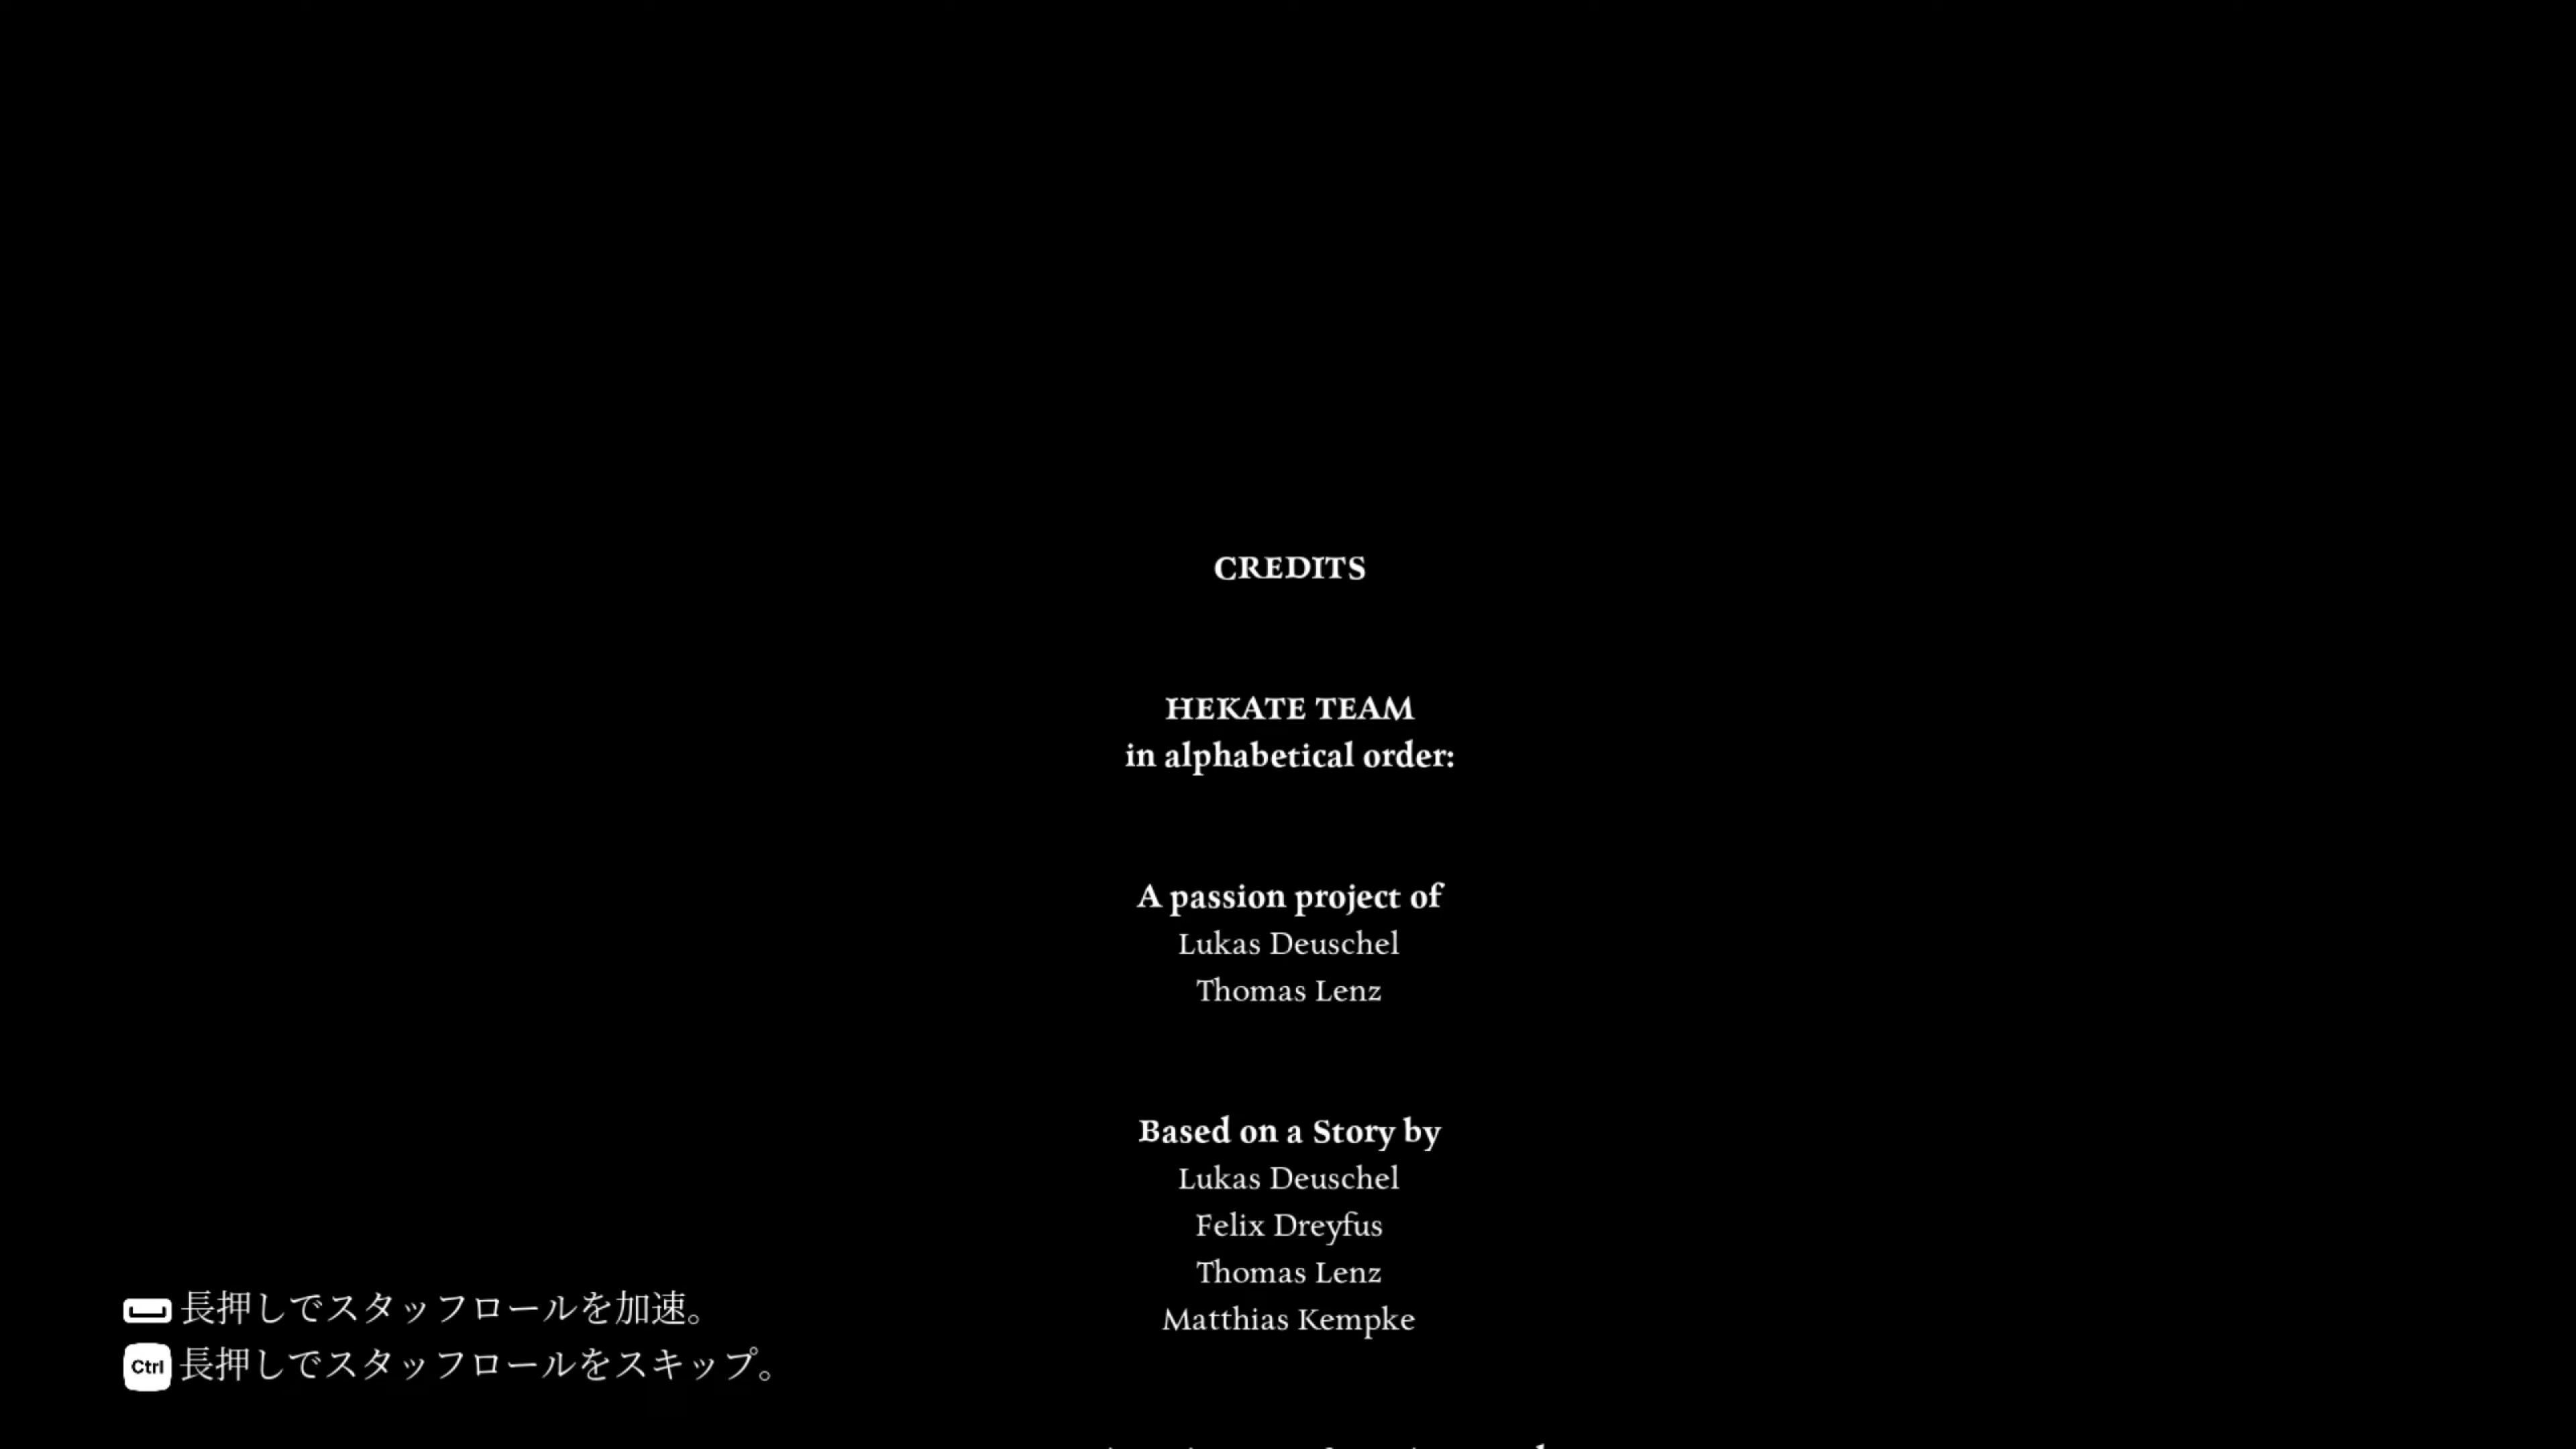 CREDITS
HEKATE TEAM
in alphabetical order:
A passion project of
Lukas Deuschel
Thomas Lenz
Based on a Story by
Lukas Deuschel
Felix Dreyfus
Thomas Lenz
Matthias Kempke
長押しでスタッフロールを加速。
Ctrl 長押しでスタッフロールをスキップ。